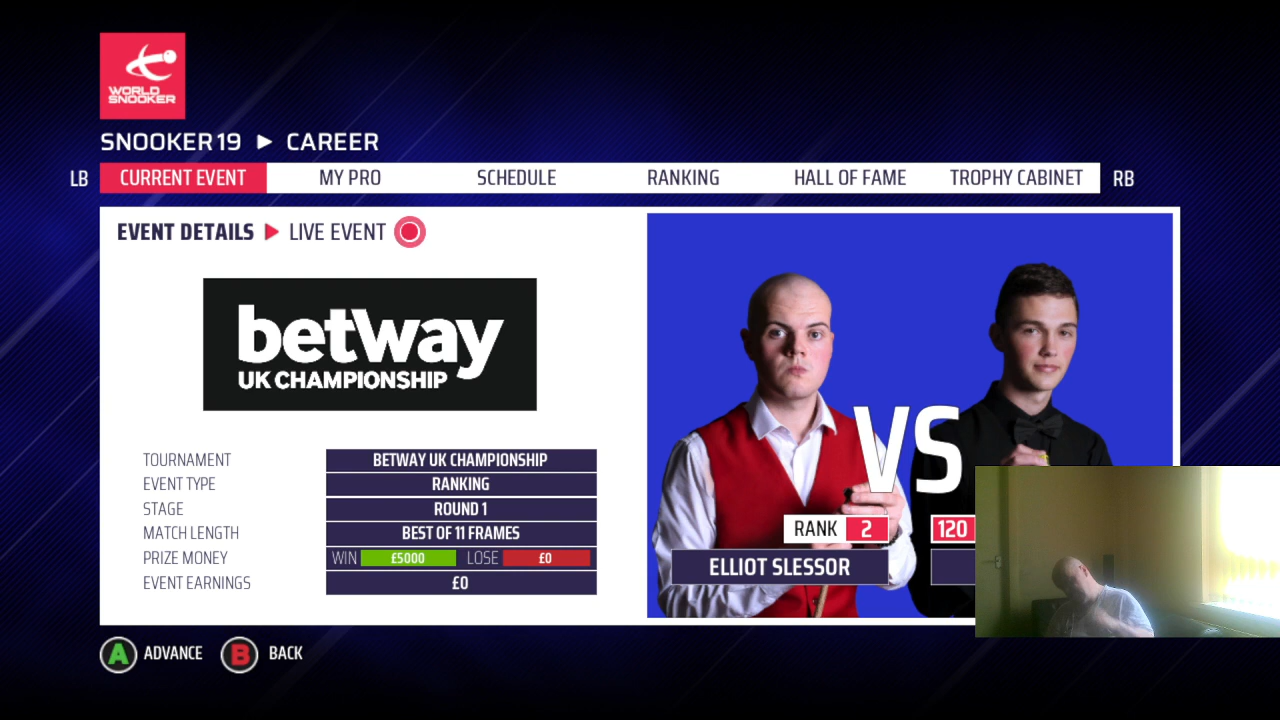 WORLD
SNOOKER
SNOOKER 19 ► CAREER
LB CURRENT EVENT MY PRO SCHEDULE RANKING HALL OF FAME TROPHY CABINET RB
EVENT DETAILS ► LIVE EVENT
betway
UK CHAMPIONSHIP
TOURNAMENT BETWAY UK CHAMPIONSHIP
EVENT TYPE RANKING
STAGE ROUND 1
MATCH LENGTH BEST OF 11 FRAMES
PRIZE MONEY WIN £5000 LOSE £0
EVENT EARNINGS £0
VS
RANK 2 120
ELLIOT SLESSOR
A ADVANCE B BACK